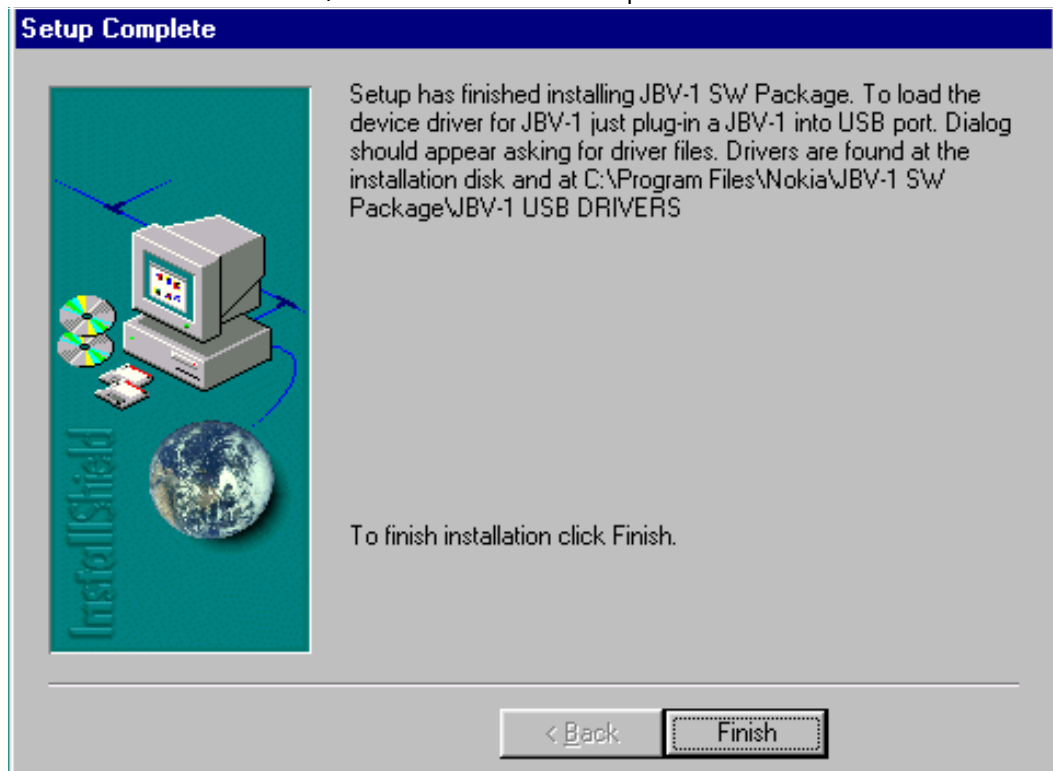 Setup Complete
Setup has finished installing JBV-1 SW Package. To load the
device driver for JBV-1 just plug-in a JBV-1 into USB port. Dialog
should appear asking for driver files. Drivers are found at the
installation disk and at C:\Program Files\Nokia\JBV-1 SW
Package\JBV-1 USB DRIVERS
InstallShield
To finish installation click Finish.
< Back
Finish